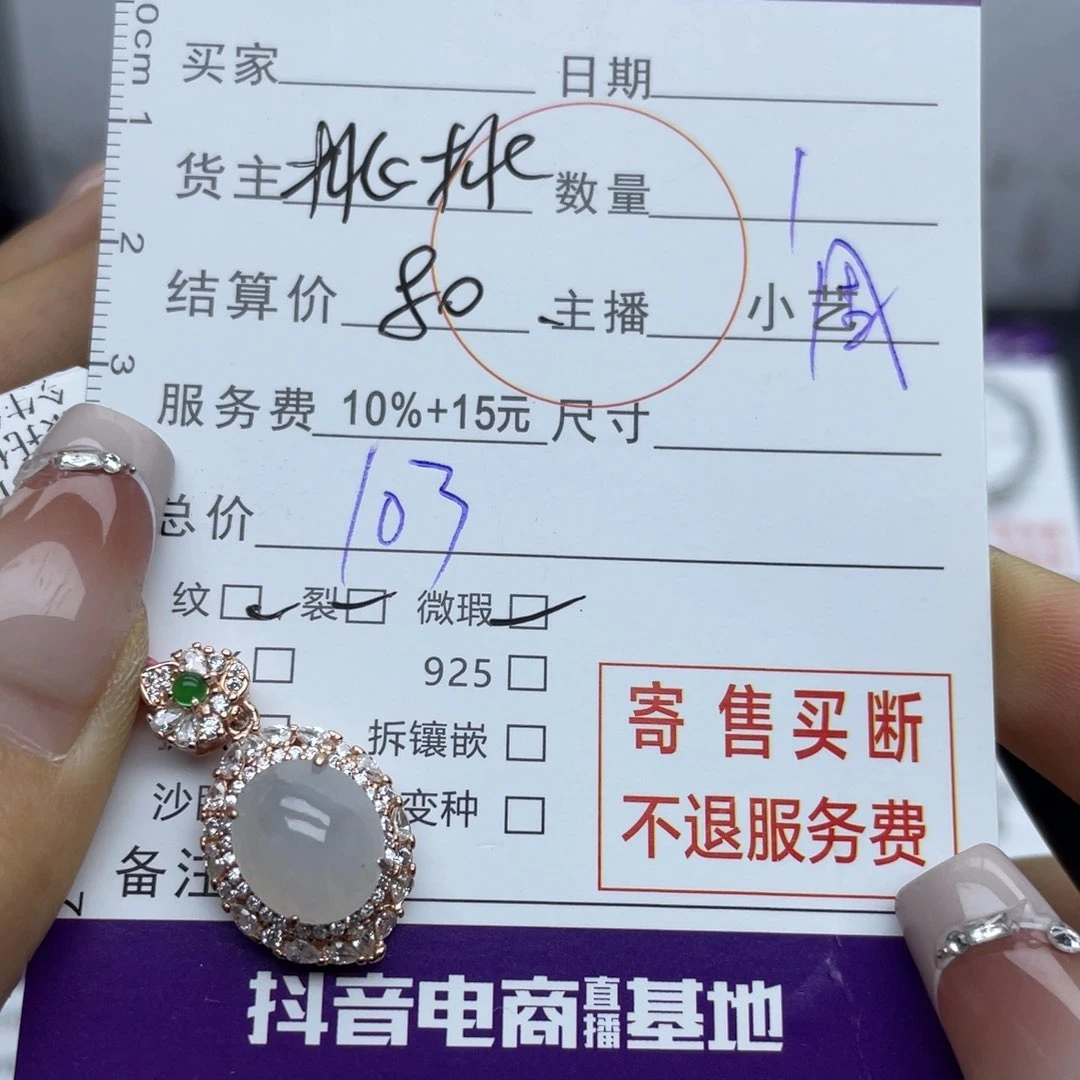 0cm 1 2 3
买家 日期
货主 桃桃 数量 1
结算价 80 主播 小艺
服务费 10%+15元 尺寸
总价 103
纹 裂 微瑕
925
拆镶嵌
沙眼 变种
备注
寄售买断
不退服务费
抖音电商直播基地